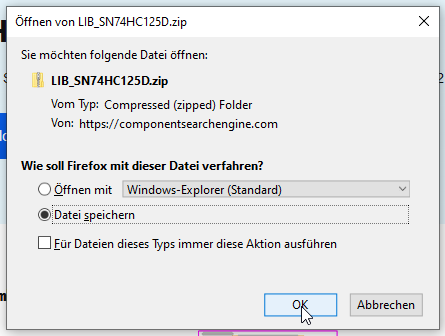 Öffnen von LIB_SN74HC125D.zip
Sie möchten folgende Datei öffnen:
LIB_SN74HC125D.zip
Vom Typ: Compressed (zipped) Folder
Von: https://componentsearchengine.com
Wie soll Firefox mit dieser Datei verfahren?
Öffnen mit Windows-Explorer (Standard)
Datei speichern
Für Dateien dieses Typs immer diese Aktion ausführen
OK Abbrechen